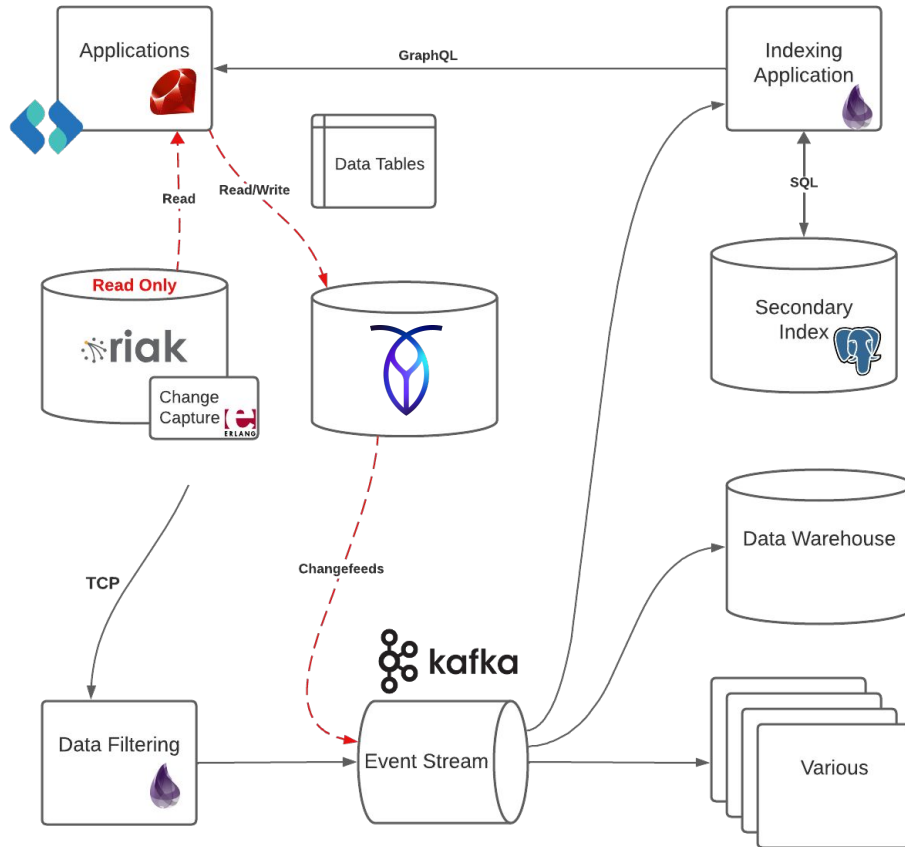 Applications
GraphQL
Indexing
Application
Data Tables
Read
Read/Write
SQL
Read Only
riak
Change
Capture
e
ERLANG
Secondary
Index
Changefeeds
Data Warehouse
TCP
kafka
Data Filtering
Event Stream
Various